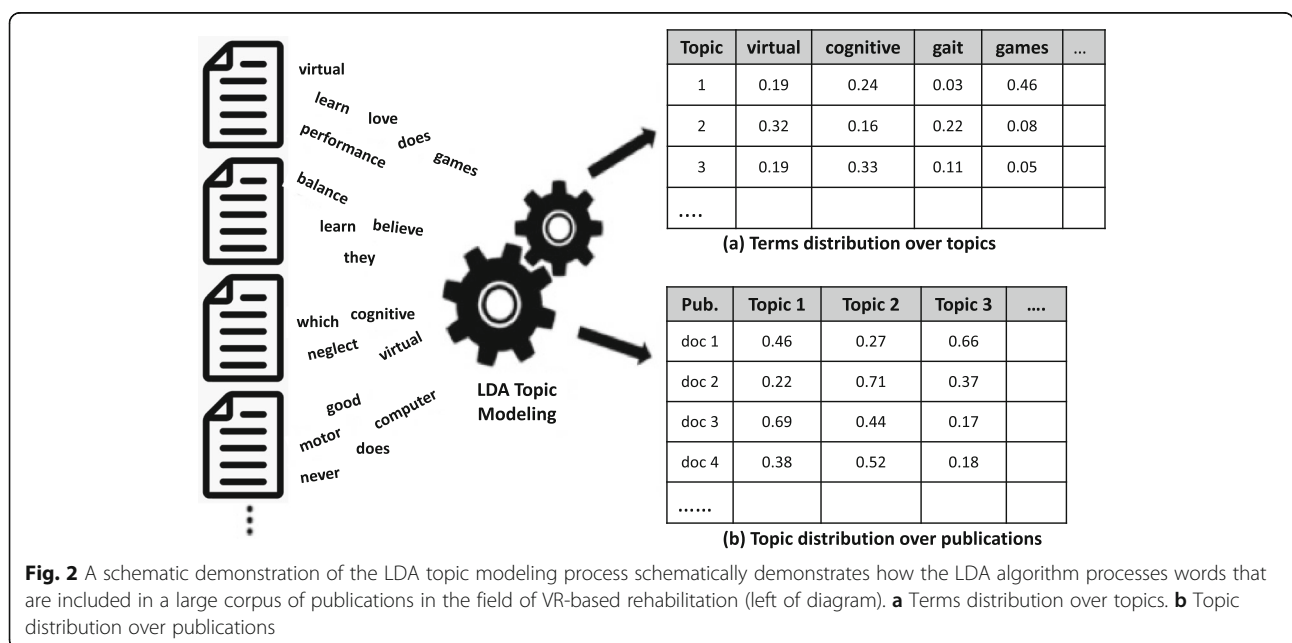 virtual
learn
love
does
performance
games
balance
learn
believe
they
which
cognitive
neglect
virtual
good
computer
motor
does
never
LDA Topic
Modeling
Topic virtual cognitive gait games ...
1 0.19 0.24 0.03 0.46
2 0.32 0.16 0.22 0.08
3 0.19 0.33 0.11 0.05
....
(a) Terms distribution over topics
Pub. Topic 1 Topic 2 Topic 3 ....
doc 1 0.46 0.27 0.66
doc 2 0.22 0.71 0.37
doc 3 0.69 0.44 0.17
doc 4 0.38 0.52 0.18
......
(b) Topic distribution over publications
Fig. 2 A schematic demonstration of the LDA topic modeling process schematically demonstrates how the LDA algorithm processes words that
are included in a large corpus of publications in the field of VR-based rehabilitation (left of diagram). a Terms distribution over topics. b Topic
distribution over publications